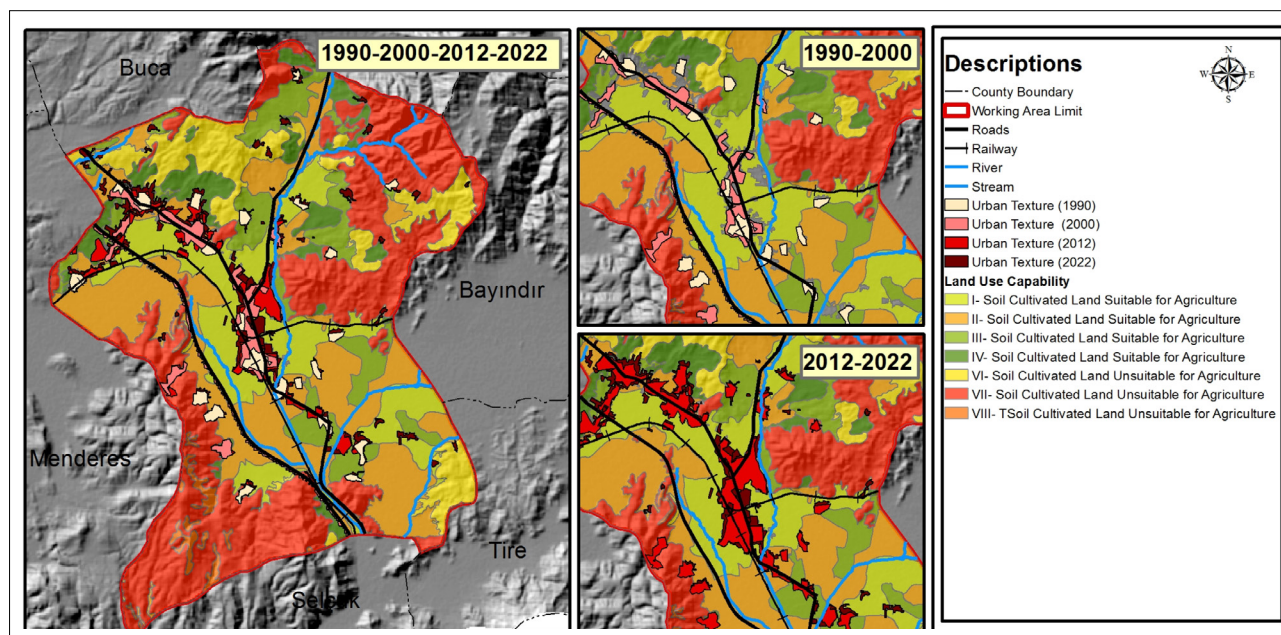 1990-2000-2012-2022
Buca
Bayındır
Menderes
Tire
Selçuk
1990-2000
2012-2022
Descriptions
N
W E
S
County Boundary
Working Area Limit
Roads
Railway
River
Stream
Urban Texture (1990)
Urban Texture (2000)
Urban Texture (2012)
Urban Texture (2022)
Land Use Capability
I- Soil Cultivated Land Suitable for Agriculture
II- Soil Cultivated Land Suitable for Agriculture
III- Soil Cultivated Land Suitable for Agriculture
IV- Soil Cultivated Land Suitable for Agriculture
VI- Soil Cultivated Land Unsuitable for Agriculture
VII- Soil Cultivated Land Unsuitable for Agriculture
VIII- TSoil Cultivated Land Unsuitable for Agriculture